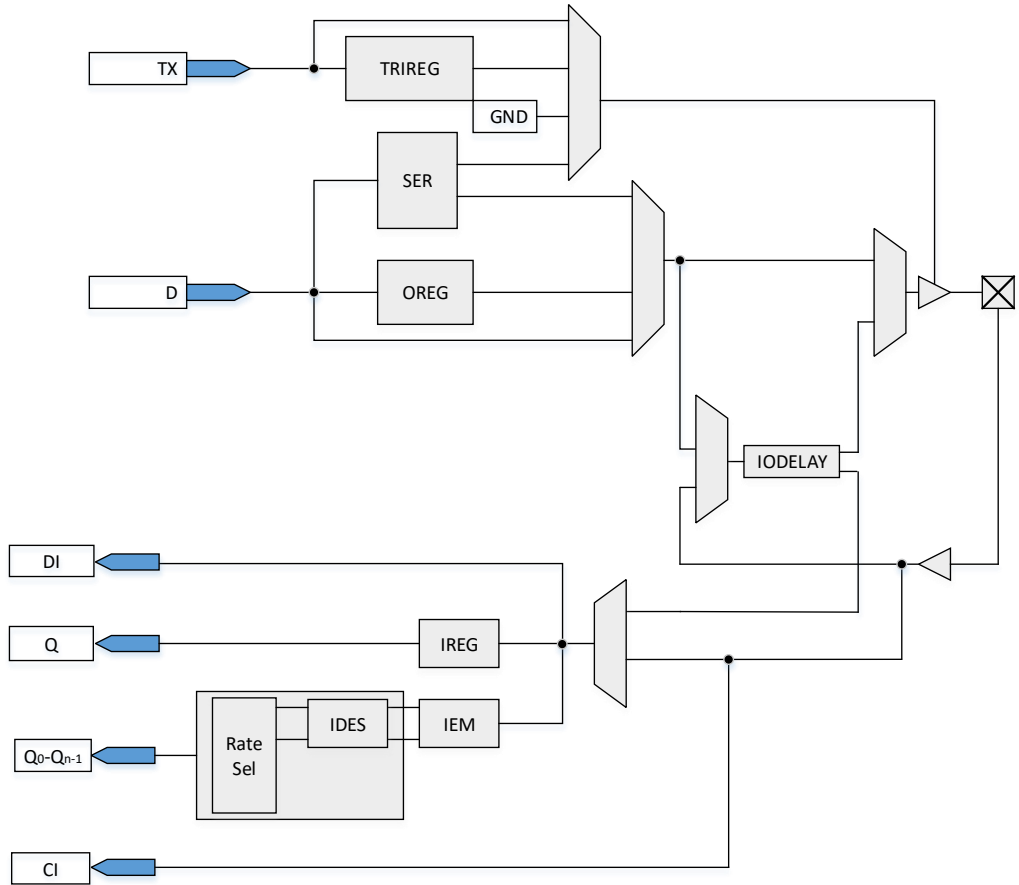 TX
TRIREG
GND
SER
D
OREG
IODELAY
DI
Q
IREG
Rate
Sel
IDES
IEM
Q0-Qn-1
CI